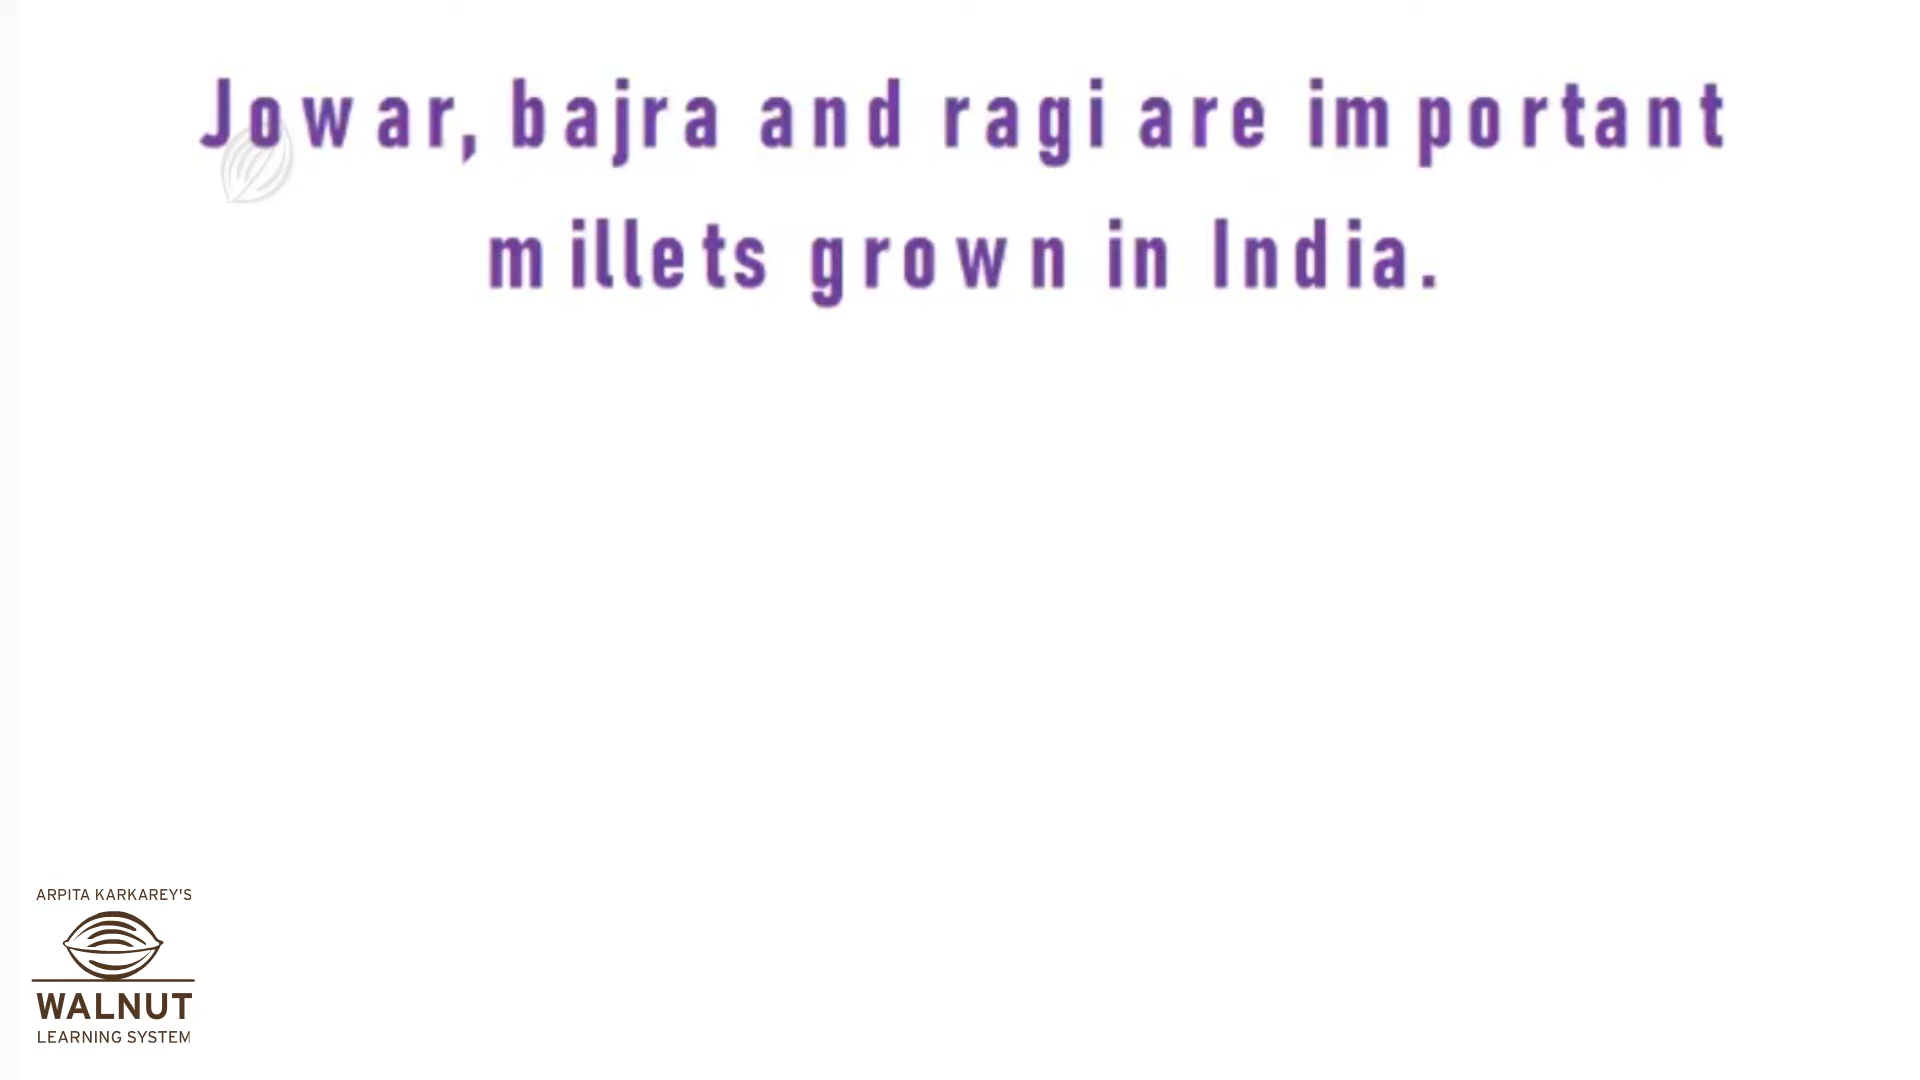 Jowar, bajra and ragi are important
millets grown in India.
ARPITA KARKAREY'S
WALNUT
LEARNING SYSTEM